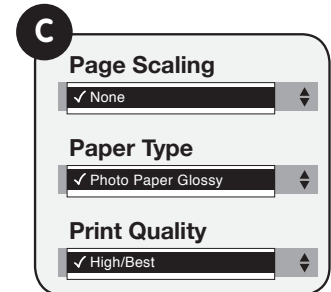 C
Page Scaling
✓ None
Paper Type
✓ Photo Paper Glossy
Print Quality
✓ High/Best